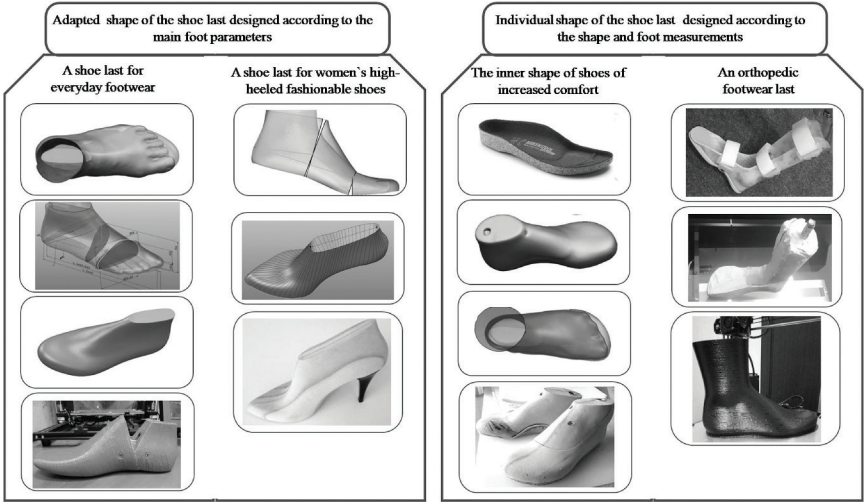 Adapted shape of the shoe last designed according to the
main foot parameters
Individual shape of the shoe last designed according to
the shape and foot measurements
A shoe last for
everyday footwear
A shoe last for women`s high-
heeled fashionable shoes
The inner shape of shoes of
increased comfort
An orthopedic
footwear last